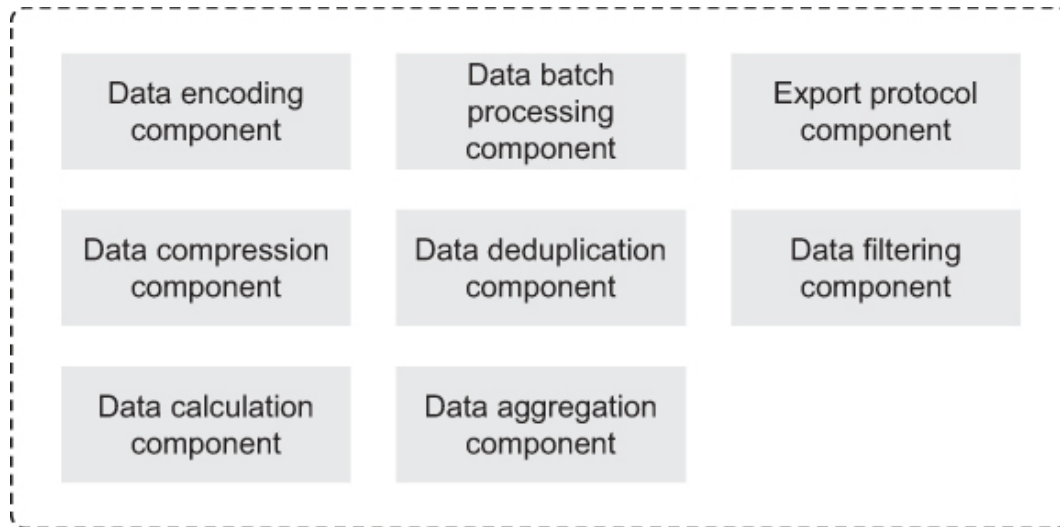 Data encoding
component
Data batch
processing
component
Export protocol
component
Data compression
component
Data deduplication
component
Data filtering
component
Data calculation
component
Data aggregation
component